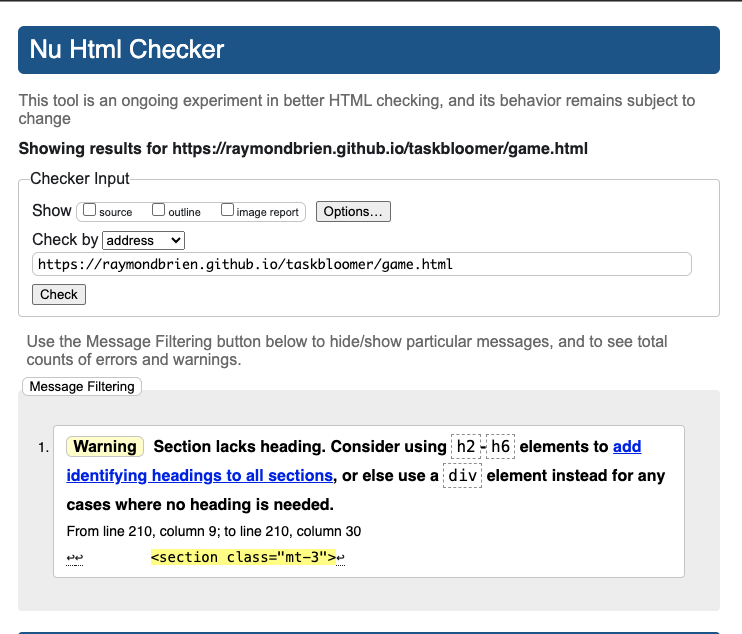 Nu Html Checker
This tool is an ongoing experiment in better HTML checking, and its behavior remains subject to
change
Showing results for https://raymondbrien.github.io/taskbloomer/game.html
Checker Input
Show source outline image report Options...
Check by address
https://raymondbrien.github.io/taskbloomer/game.html
Check
Use the Message Filtering button below to hide/show particular messages, and to see total
counts of errors and warnings.
Message Filtering
1. Warning Section lacks heading. Consider using h2-h6 elements to add
identifying headings to all sections, or else use a div element instead for any
cases where no heading is needed.
From line 210, column 9; to line 210, column 30
↩↩ <section class="mt-3">↩